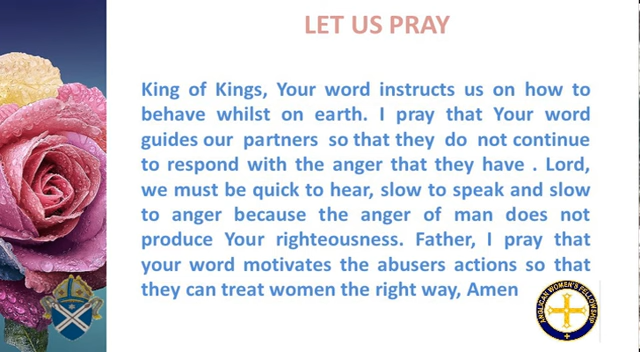 LET US PRAY
King of Kings, Your word instructs us on how to
behave whilst on earth. I pray that Your word
guides our partners so that they do not continue
to respond with the anger that they have . Lord,
we must be quick to hear, slow to speak and slow
to anger because the anger of man does not
produce Your righteousness. Father, I pray that
your word motivates the abusers actions so that
they can treat women the right way, Amen
ANGLICAN WOMEN'S FELLOWSHIP